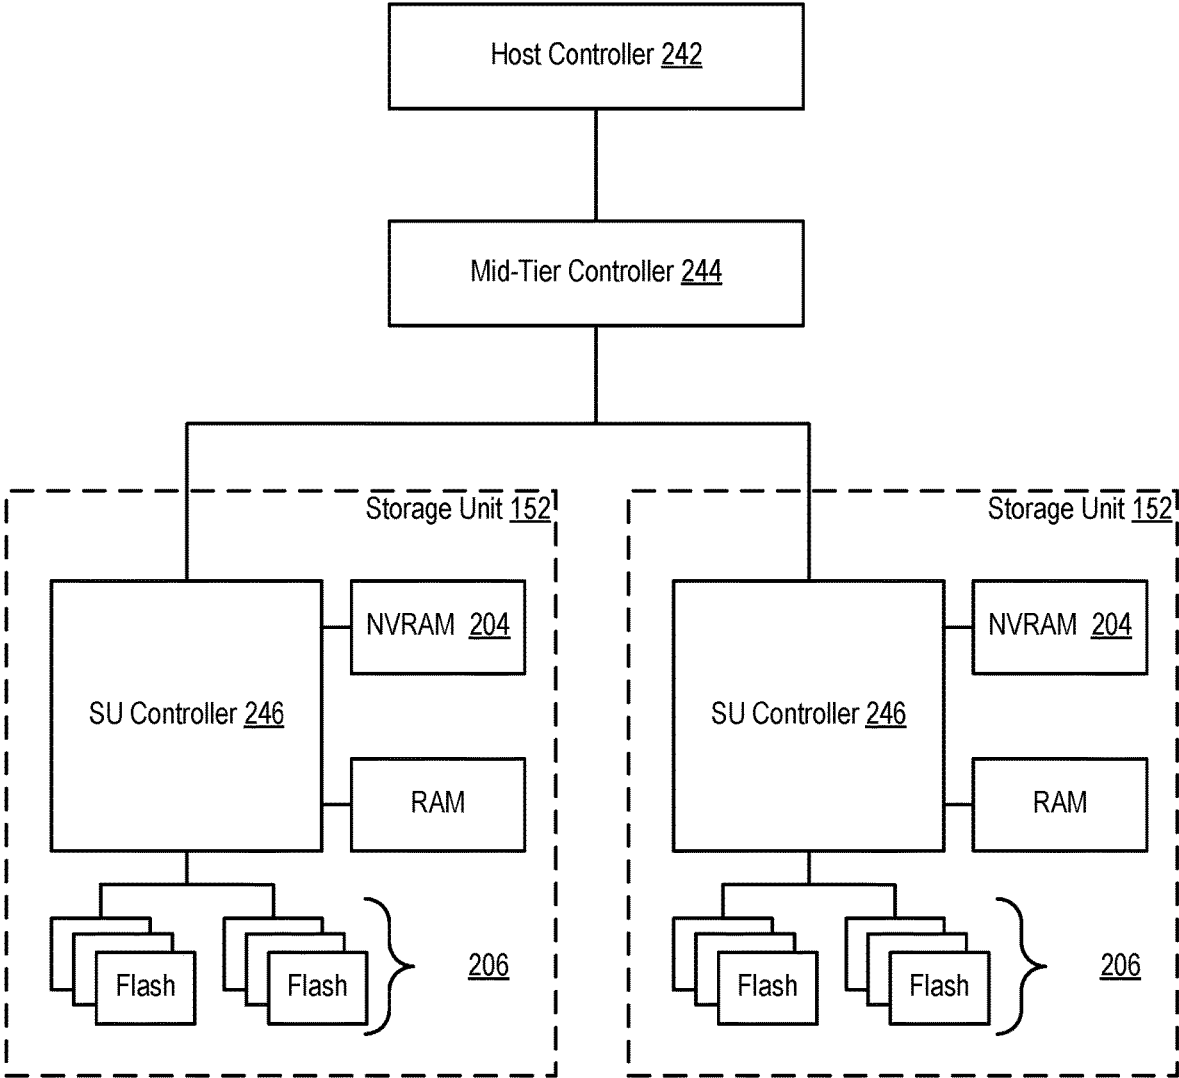 Host Controller 242
Mid-Tier Controller 244
Storage Unit 152
SU Controller 246
NVRAM 204
RAM
Flash
Flash
206
Storage Unit 152
SU Controller 246
NVRAM 204
RAM
Flash
Flash
206